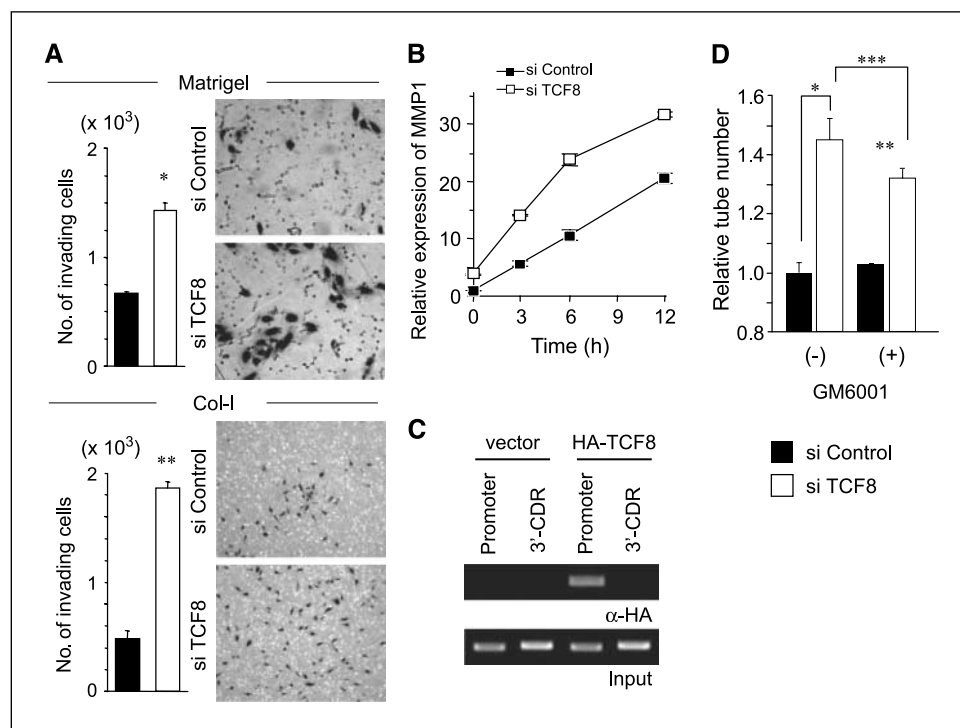 A
Matrigel
(x 10³)
2
1
0
No. of invading cells
*
si Control
si TCF8
Col-I
(x 10³)
2
1
0
No. of invading cells
**
si Control
si TCF8
B
si Control
si TCF8
Relative expression of MMP1
30
20
10
0
0 3 6 9 12
Time (h)
C
vector HA-TCF8
Promoter 3'-CDR Promoter 3'-CDR
α-HA
Input
D
Relative tube number
1.6
1.4
1.2
1.0
0.8
*
***
**
(-) (+)
GM6001
si Control
si TCF8